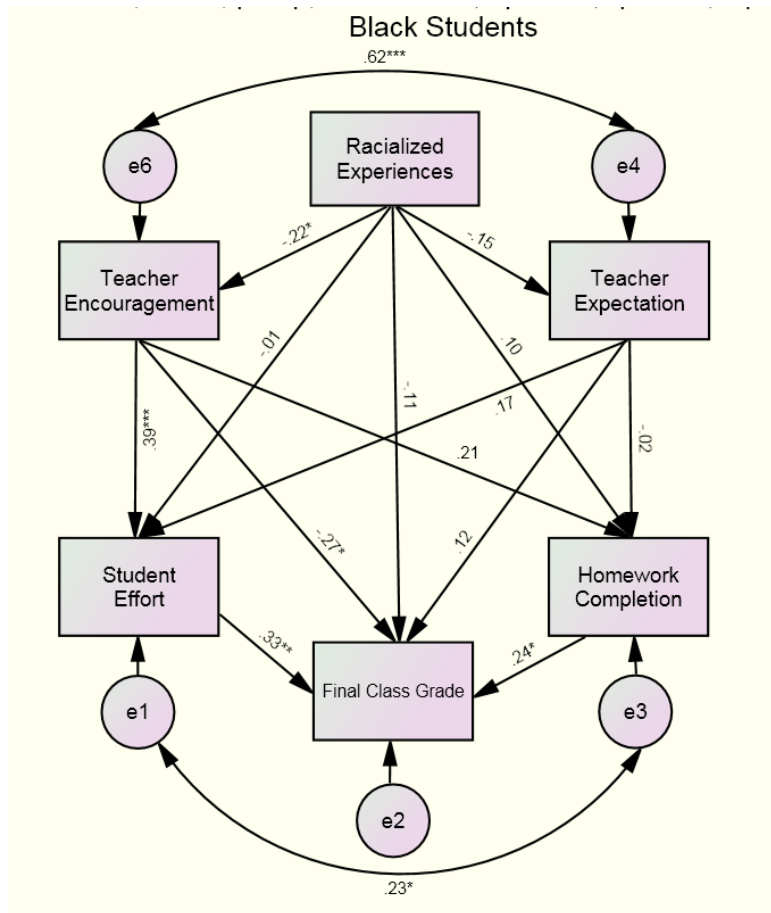 Black Students
.62***
e6
Racialized
Experiences
e4
-.22*
-.15
Teacher
Encouragement
Teacher
Expectation
-.01
.10
-.11
.17
.39***
-.02
.21
-.27*
.12
Student
Effort
Homework
Completion
.33**
.24*
Final Class Grade
e1
e3
e2
.23*